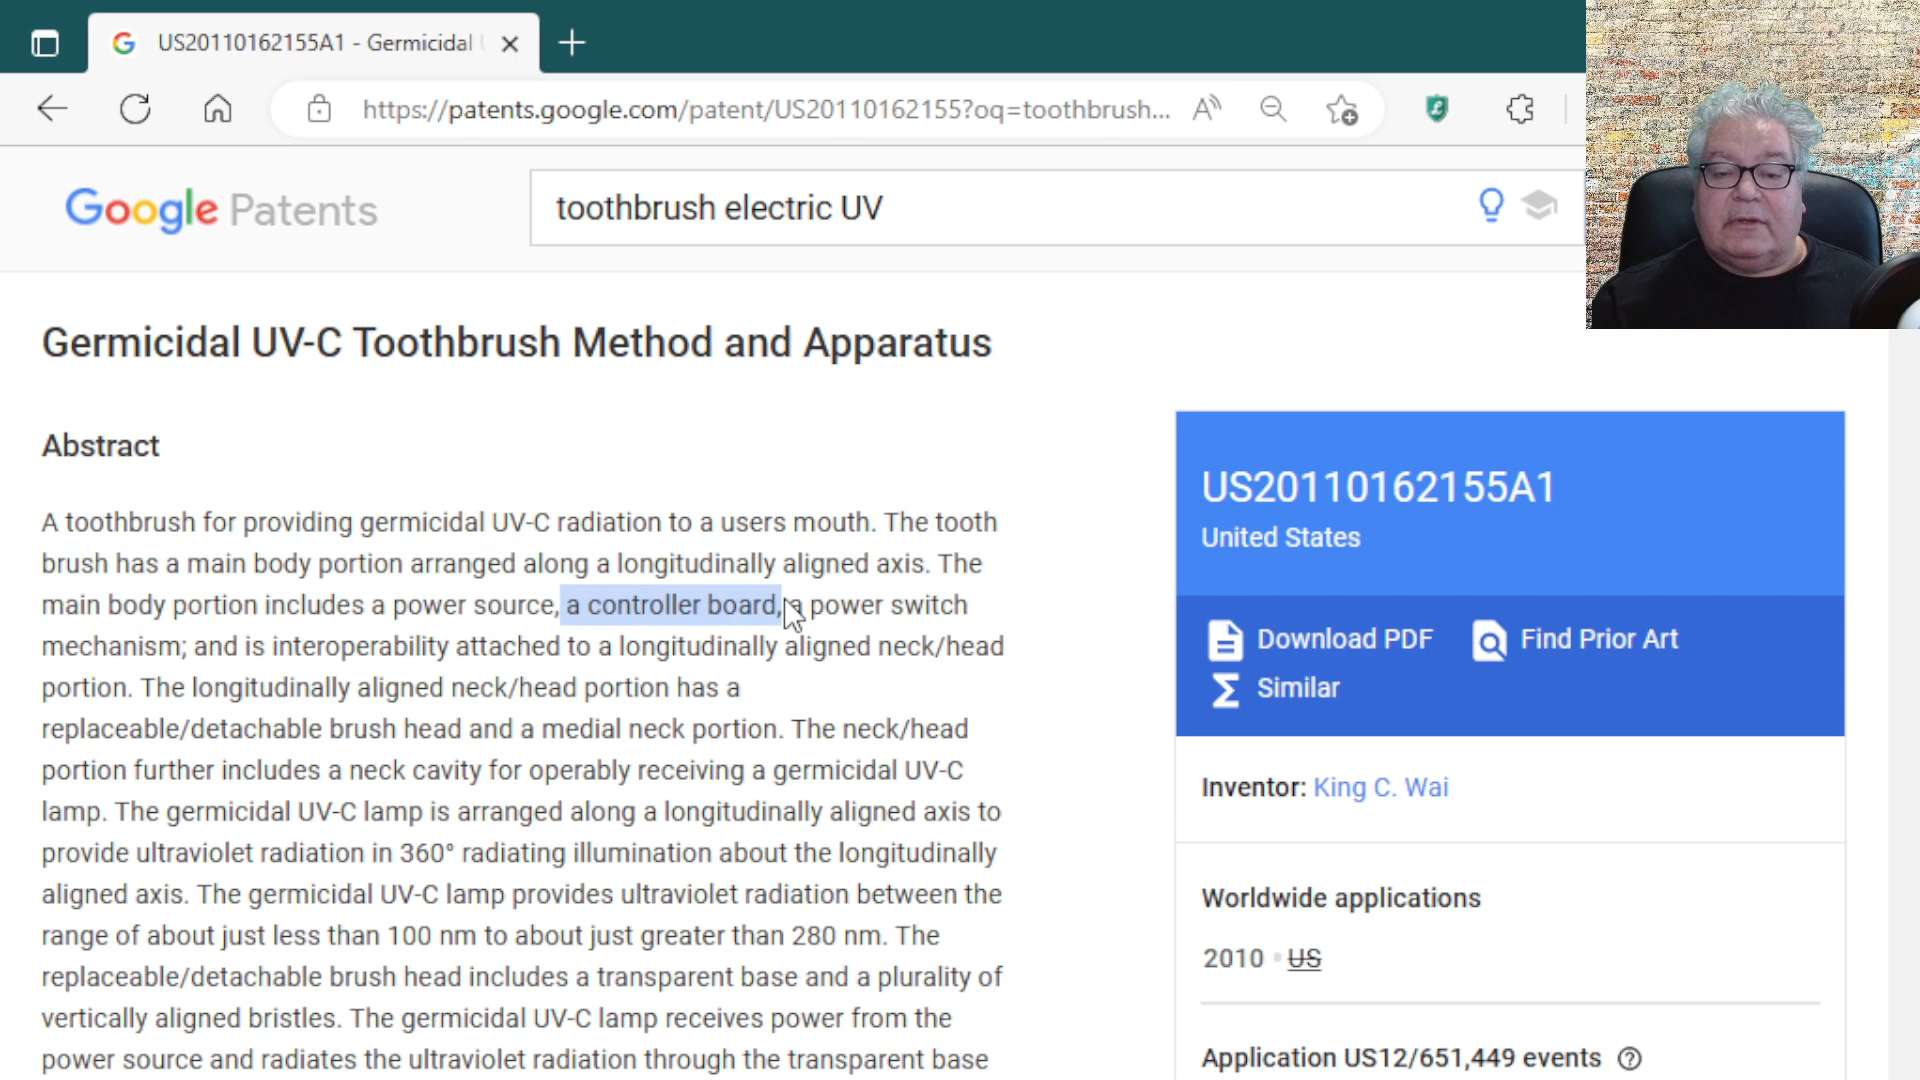 US20110162155A1 - Germicidal
https://patents.google.com/patent/US20110162155?oq=toothbrush...
Google Patents
toothbrush electric UV
Germicidal UV-C Toothbrush Method and Apparatus
Abstract
A toothbrush for providing germicidal UV-C radiation to a users mouth. The tooth
brush has a main body portion arranged along a longitudinally aligned axis. The
main body portion includes a power source, a controller board, a power switch
mechanism; and is interoperability attached to a longitudinally aligned neck/head
portion. The longitudinally aligned neck/head portion has a
replaceable/detachable brush head and a medial neck portion. The neck/head
portion further includes a neck cavity for operably receiving a germicidal UV-C
lamp. The germicidal UV-C lamp is arranged along a longitudinally aligned axis to
provide ultraviolet radiation in 360° radiating illumination about the longitudinally
aligned axis. The germicidal UV-C lamp provides ultraviolet radiation between the
range of about just less than 100 nm to about just greater than 280 nm. The
replaceable/detachable brush head includes a transparent base and a plurality of
vertically aligned bristles. The germicidal UV-C lamp receives power from the
power source and radiates the ultraviolet radiation through the transparent base
US20110162155A1
United States
Download PDF Find Prior Art
Similar
Inventor: King C. Wai
Worldwide applications
2010 • US
Application US12/651,449 events